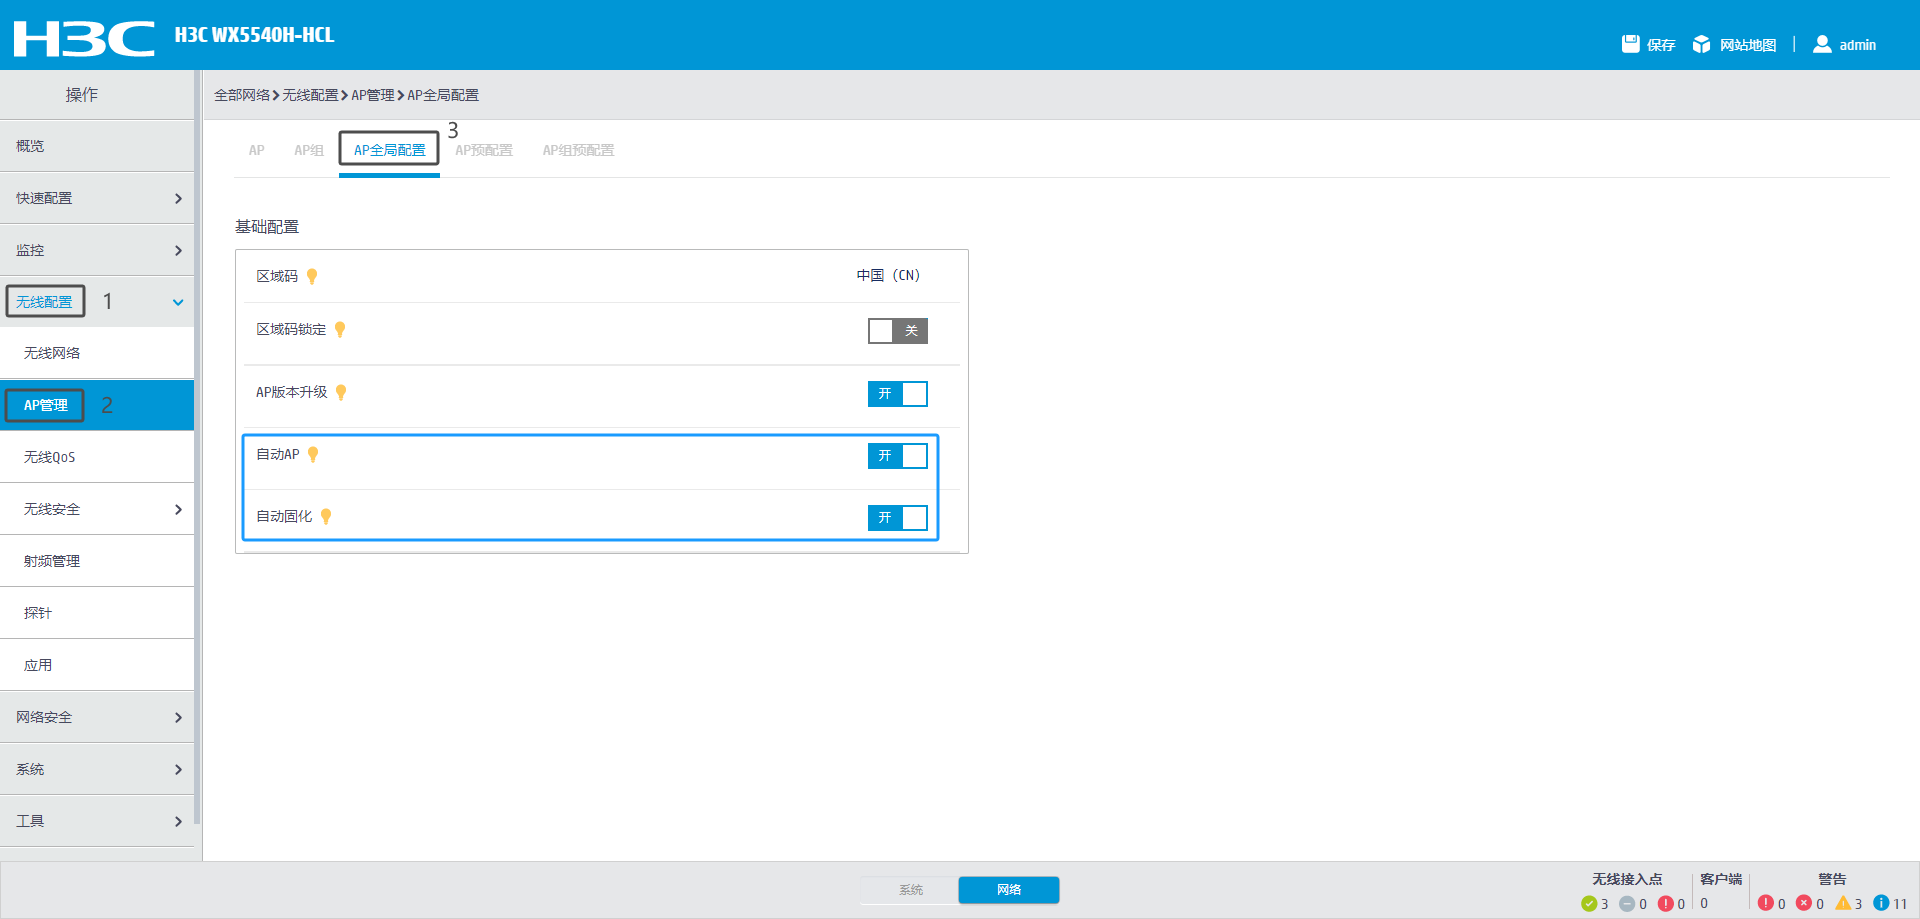 H3C
H3C WX5540H-HCL
保存
网站地图
admin
操作
概览
快速配置
监控
无线配置 1
无线网络
AP管理 2
无线QoS
无线安全
射频管理
探针
应用
网络安全
系统
工具
全部网络 > 无线配置 > AP管理 > AP全局配置
AP AP组 AP全局配置 3 AP预配置 AP组预配置
基础配置
区域码 中国（CN）
区域码锁定 关
AP版本升级 开
自动AP 开
自动固化 开
系统 网络
无线接入点 客户端 警告
3 0 0 0 0 0 3 11